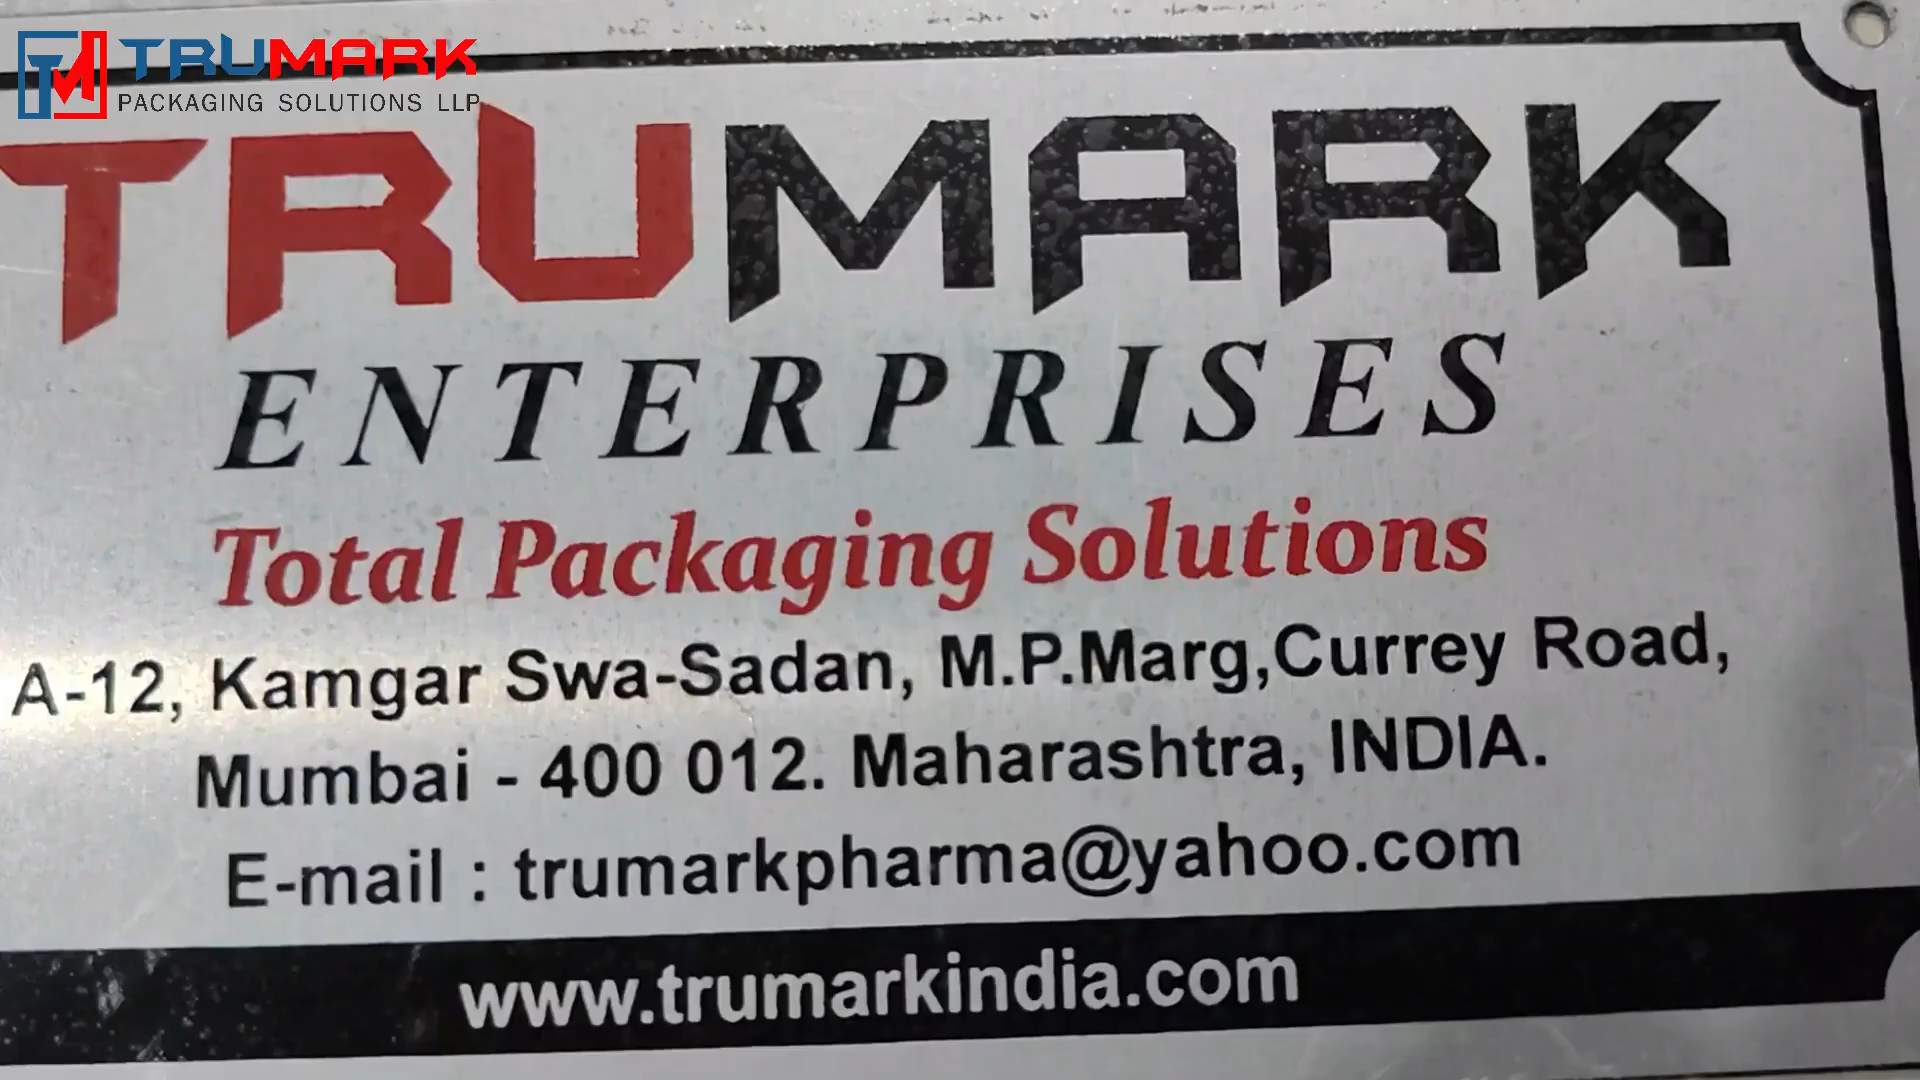 TRUMARK
PACKAGING SOLUTIONS LLP
TRUMARK
ENTERPRISES
Total Packaging Solutions
A-12, Kamgar Swa-Sadan, M.P.Marg,Currey Road,
Mumbai - 400 012. Maharashtra, INDIA.
E-mail : trumarkpharma@yahoo.com
www.trumarkindia.com